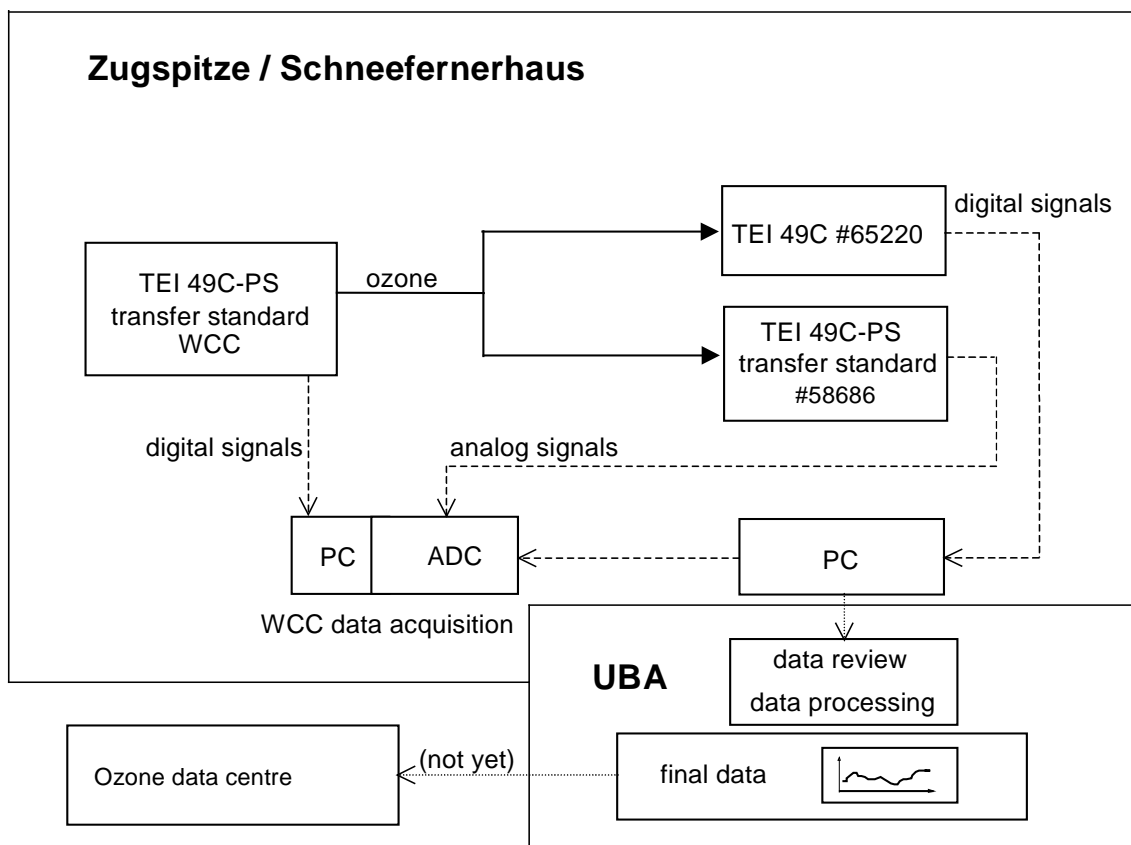 Zugspitze / Schneefernerhaus
TEI 49C #65220
digital signals
TEI 49C-PS
transfer standard
WCC
ozone
TEI 49C-PS
transfer standard
#58686
digital signals
analog signals
PC
ADC
PC
WCC data acquisition
UBA
data review
data processing
Ozone data centre
(not yet)
final data